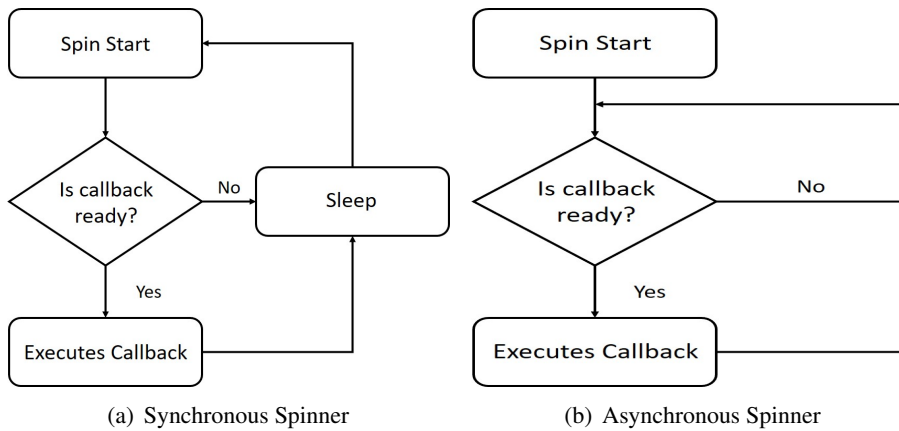 Spin Start
Is callback
ready?
No
Sleep
Yes
Executes Callback
(a) Synchronous Spinner
Spin Start
Is callback
ready?
No
Yes
Executes Callback
(b) Asynchronous Spinner